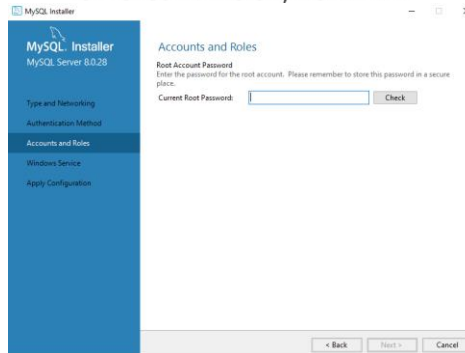 MySQL Installer
MySQL. Installer
MySQL Server 8.0.28
Type and Networking
Authentication Method
Accounts and Roles
Windows Service
Apply Configuration
Accounts and Roles
Root Account Password
Enter the password for the root account. Please remember to store this password in a secure
place.
Current Root Password:
Check
< Back
Next >
Cancel